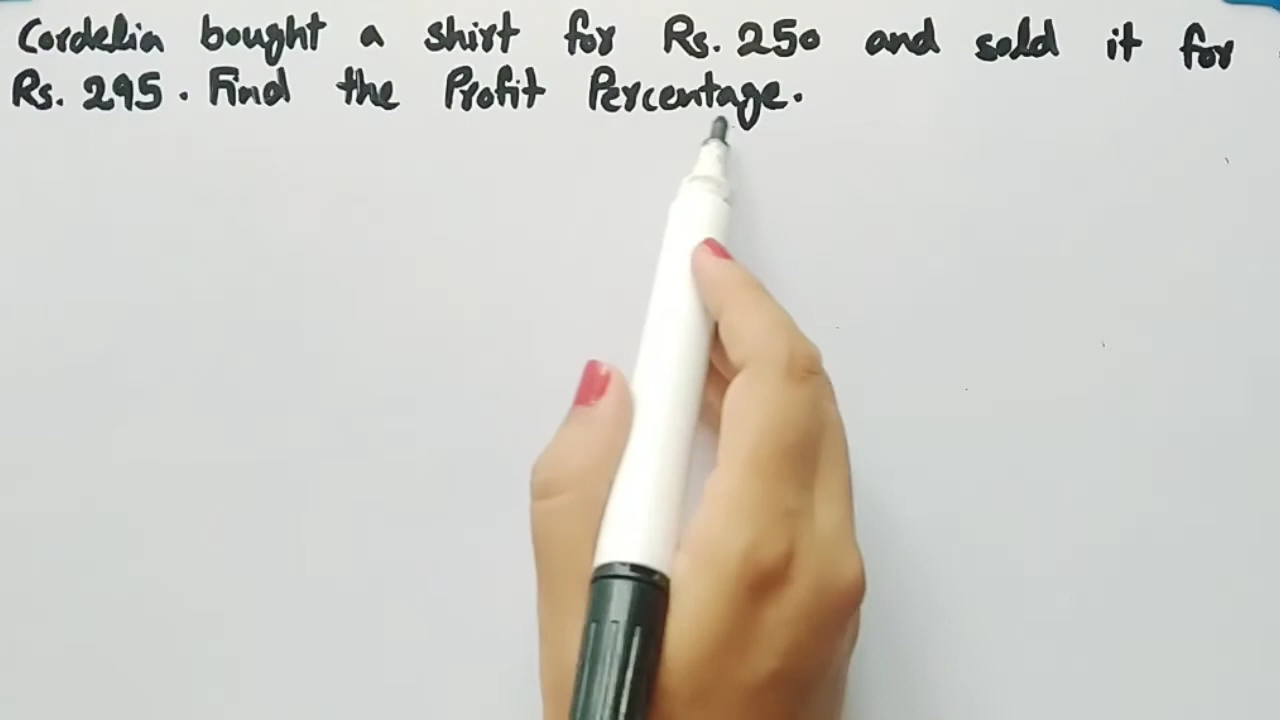 Cordelia bought a shirt for Rs. 250 and sold it for
Rs. 295. Find the Profit Percentage.